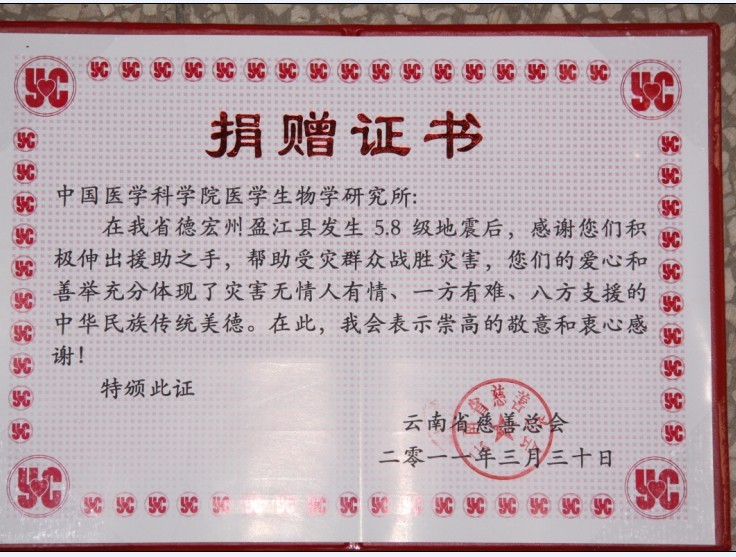 捐赠证书
中国医学科学院医学生物学研究所:
在我省德宏州盈江县发生 5.8 级地震后，感谢您们积
极伸出援助之手，帮助受灾群众战胜灾害，您们的爱心和
善举充分体现了灾害无情人有情、一方有难、八方支援的
中华民族传统美德。在此，我会表示崇高的敬意和衷心感
谢！
特颁此证
云南省慈善总会
二零一一年三月三十日